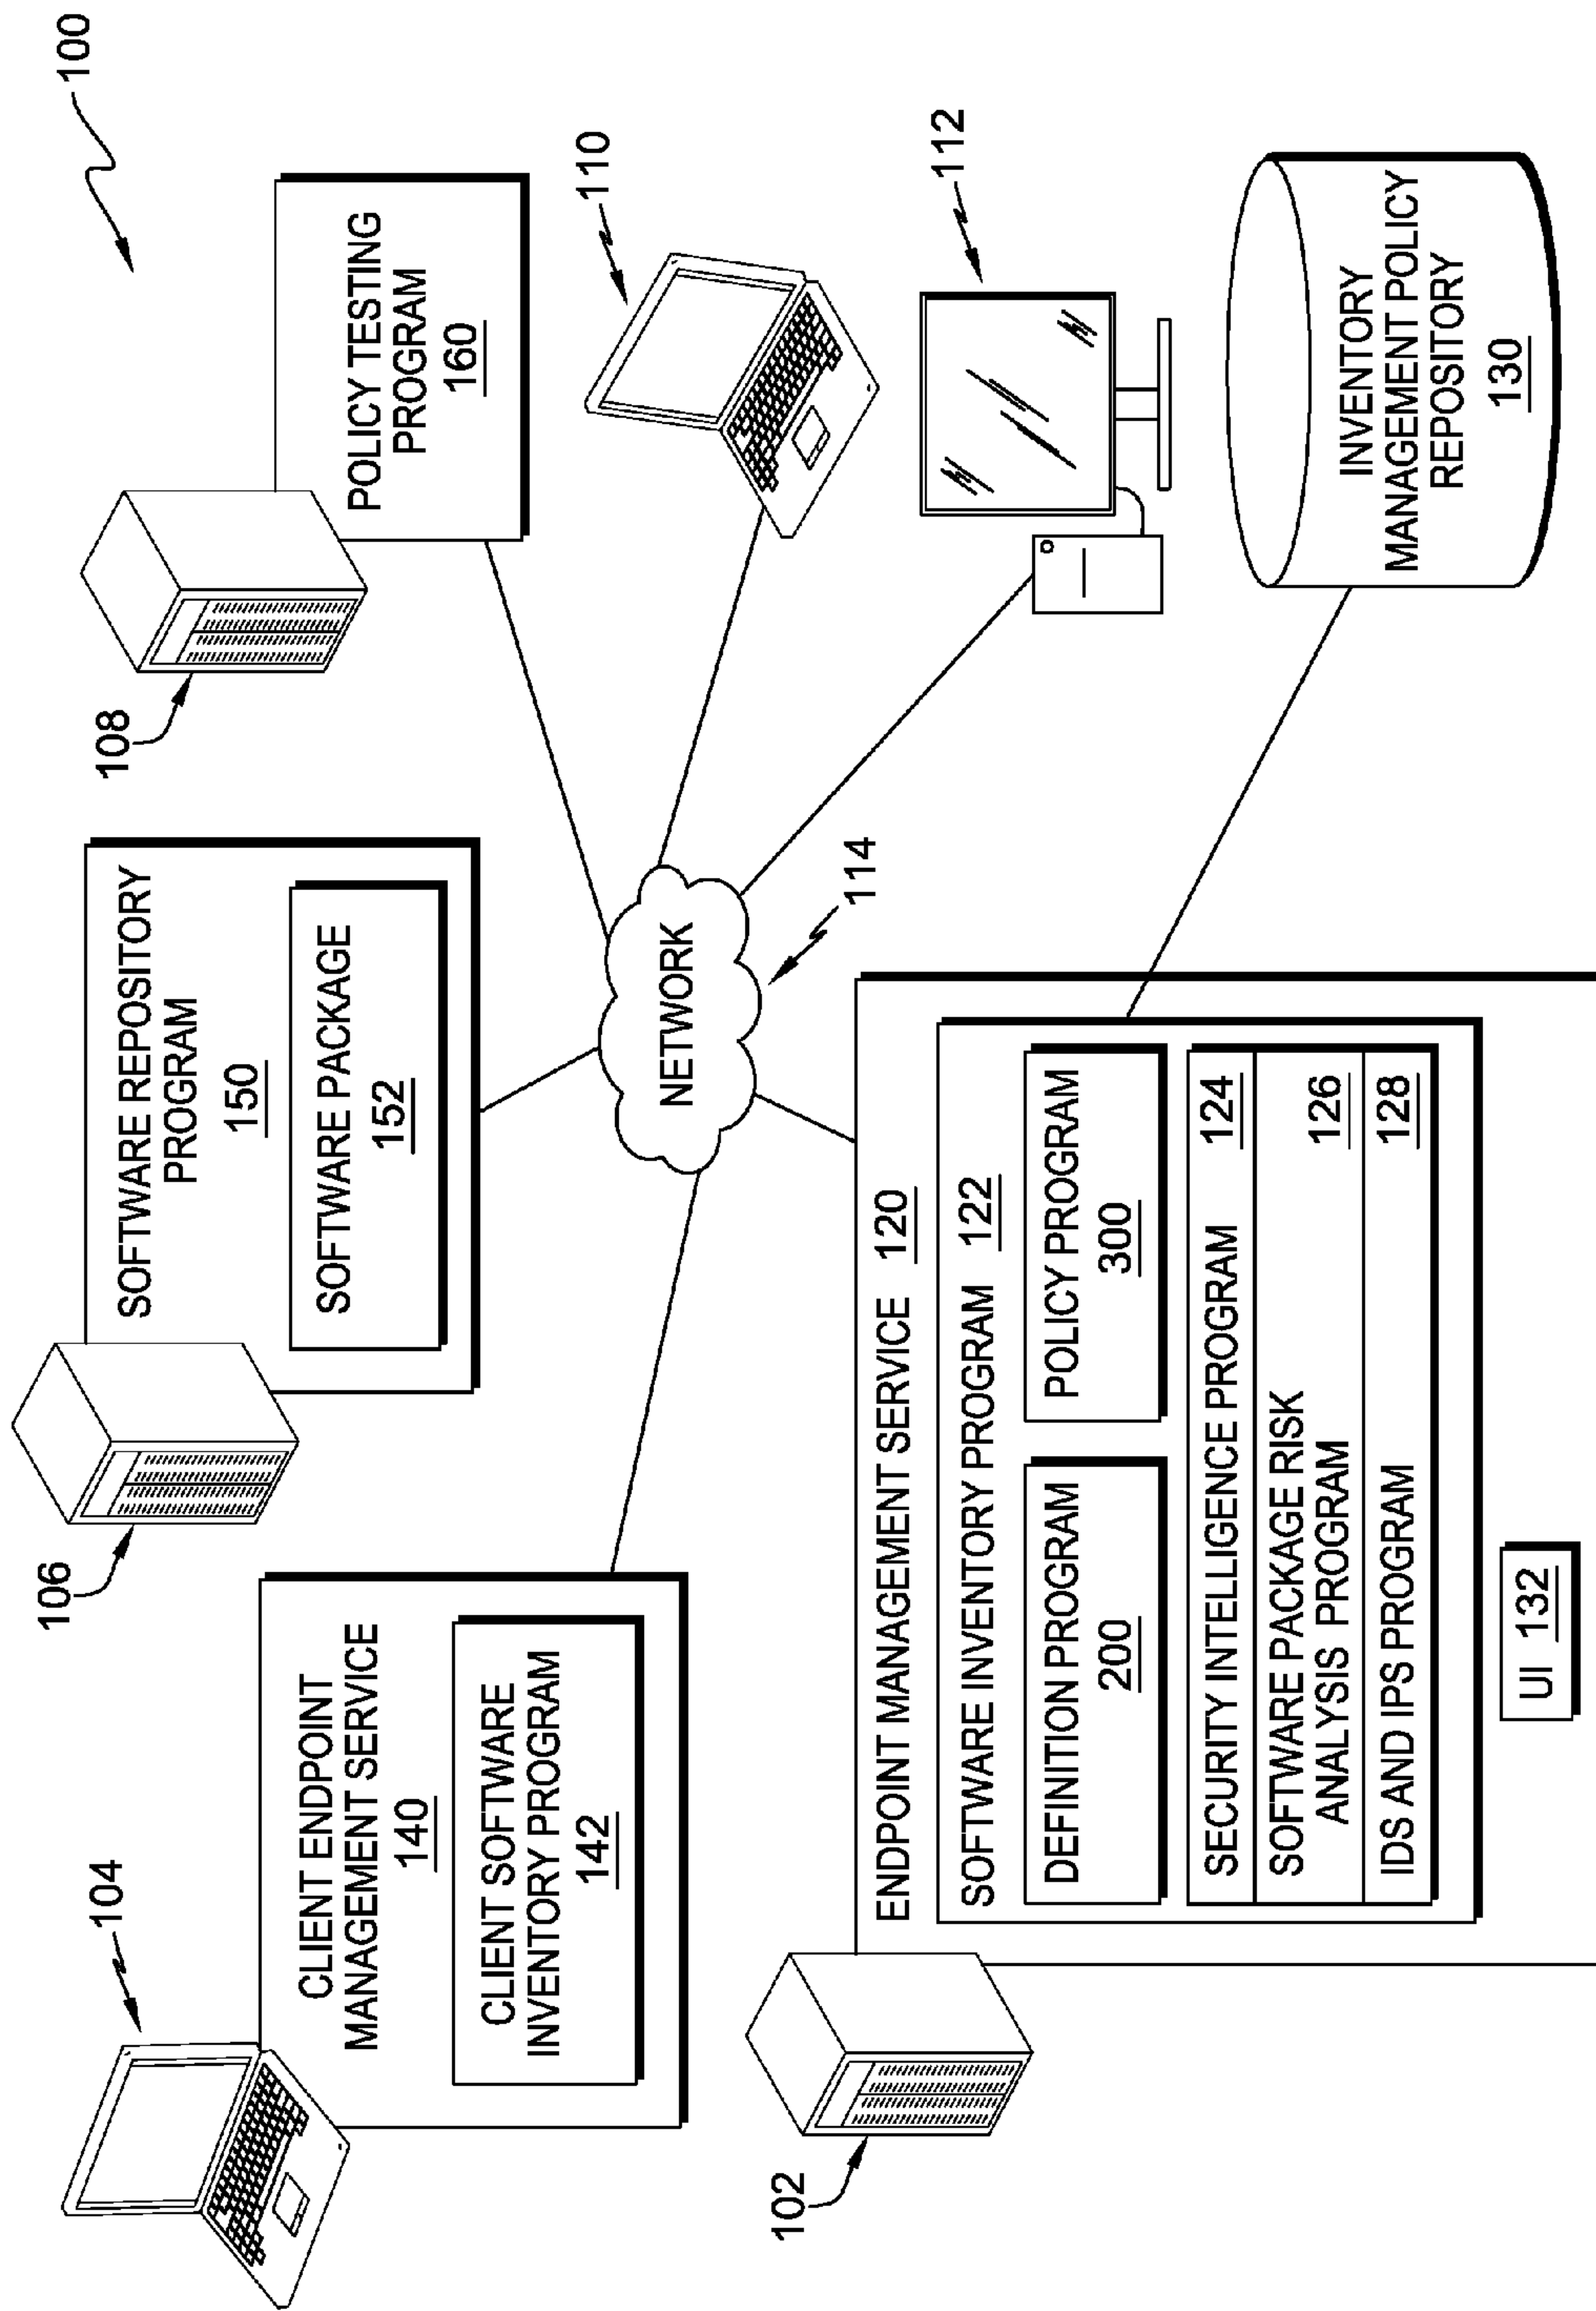 100
104
CLIENT ENDPOINT
MANAGEMENT SERVICE
140
CLIENT SOFTWARE
INVENTORY PROGRAM
142
106
SOFTWARE REPOSITORY
PROGRAM
150
SOFTWARE PACKAGE
152
108
POLICY TESTING
PROGRAM
160
110
NETWORK
114
112
102
ENDPOINT MANAGEMENT SERVICE 120
SOFTWARE INVENTORY PROGRAM 122
DEFINITION PROGRAM
200
POLICY PROGRAM
300
SECURITY INTELLIGENCE PROGRAM 124
SOFTWARE PACKAGE RISK
ANALYSIS PROGRAM 126
IDS AND IPS PROGRAM 128
UI 132
INVENTORY
MANAGEMENT POLICY
REPOSITORY
130